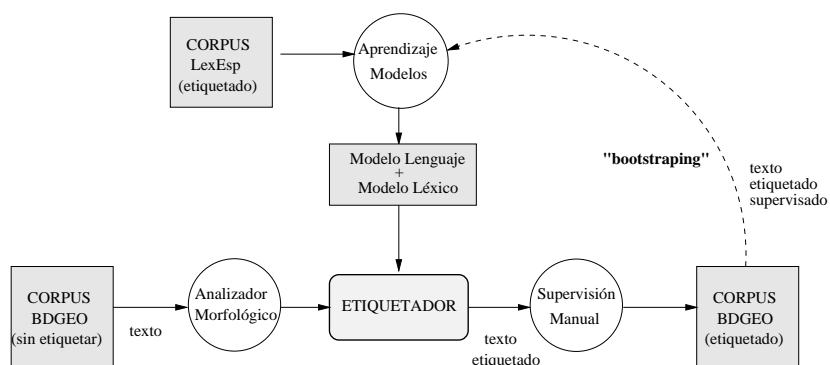 CORPUS
LexEsp
(etiquetado)
Aprendizaje
Modelos
Modelo Lenguaje
+
Modelo Léxico
"bootstraping"
texto
etiquetado
supervisado
CORPUS
BDGEO
(sin etiquetar)
texto
Analizador
Morfológico
ETIQUETADOR
texto
etiquetado
Supervisión
Manual
CORPUS
BDGEO
(etiquetado)